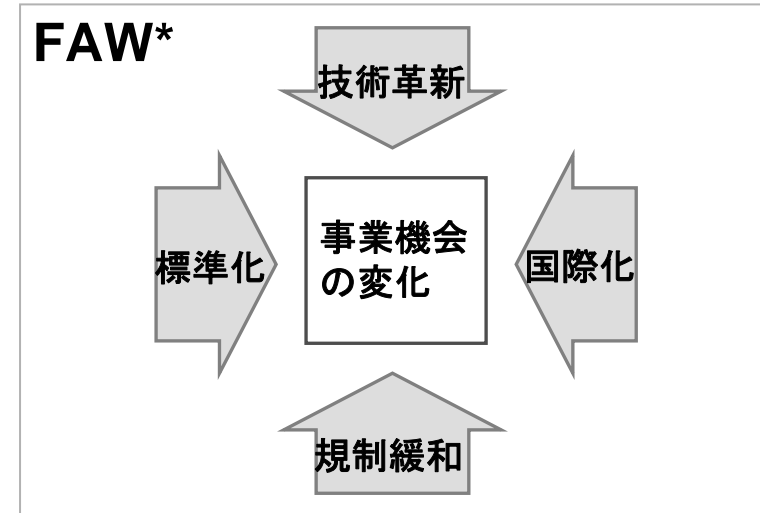 FAW*
技術革新
標準化
事業機会
の変化
国際化
規制緩和